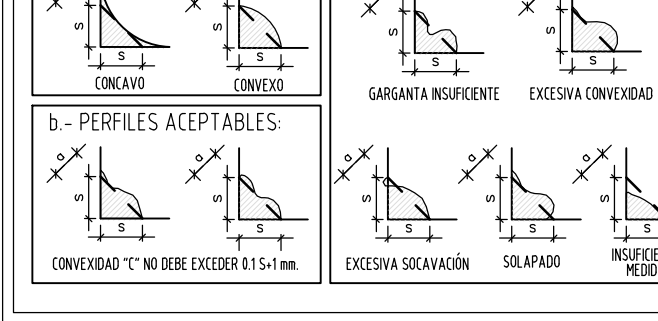 S
S
CONCAVO
S
S
CONVEXO
S
S
GARGANTA INSUFICIENTE
S
S
EXCESIVA CONVEXIDAD
b.- PERFILES ACEPTABLES:
a
S
S
a
S
S
CONVEXIDAD "C" NO DEBE EXCEDER 0.1 S+1 mm.
a
S
S
EXCESIVA SOCAVACIÓN
a
S
S
SOLAPADO
a
S
S